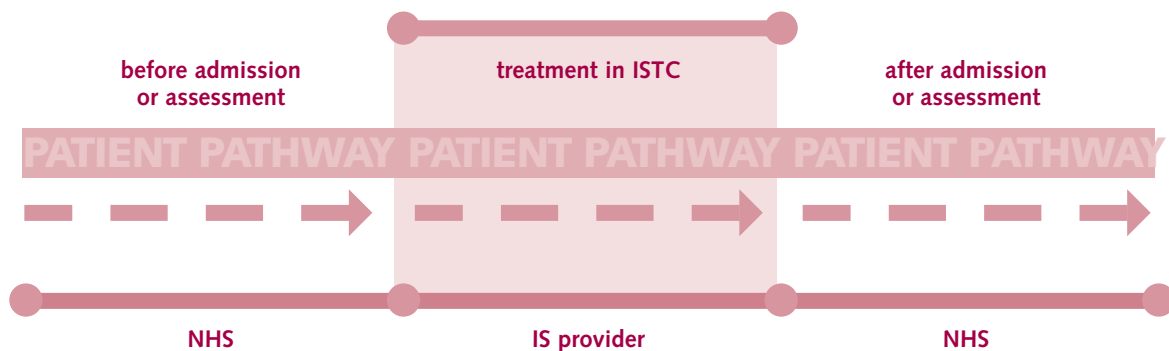 before admission
or assessment
treatment in ISTC
after admission
or assessment
PATIENT PATHWAY PATIENT PATHWAY PATIENT PATHWAY
NHS
IS provider
NHS